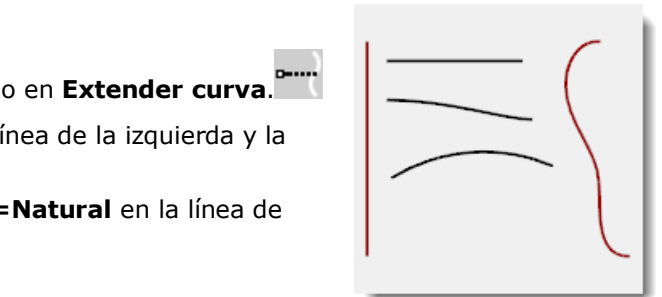 o en Extender curva.
ínea de la izquierda y la
=Natural en la línea de